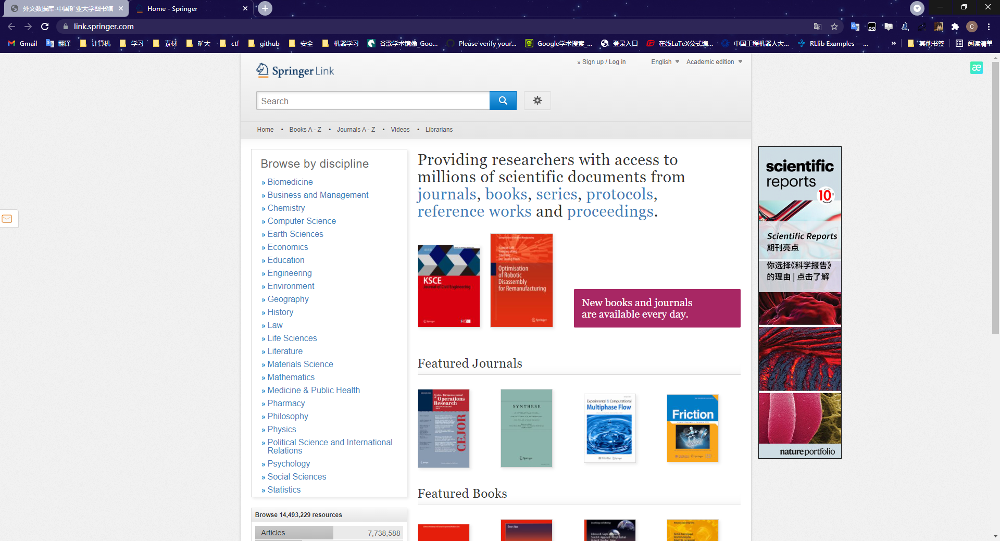 外文数据库-中国矿业大学图书馆
Home - Springer
link.springer.com
Gmail
翻译
计算机
学习
素材
矿大
ctf
github
安全
机器学习
谷歌学术镜像_Goo...
Please verify your...
Google学术搜索_...
登录入口
在线LaTeX公式编...
中国工程机器人大...
RLlib Examples —...
»
其他书签
阅读清单
Springer Link
» Sign up / Log in
English
Academic edition
æ
Search
Home • Books A - Z • Journals A - Z • Videos • Librarians
Browse by discipline
» Biomedicine
» Business and Management
» Chemistry
» Computer Science
» Earth Sciences
» Economics
» Education
» Engineering
» Environment
» Geography
» History
» Law
» Life Sciences
» Literature
» Materials Science
» Mathematics
» Medicine & Public Health
» Pharmacy
» Philosophy
» Physics
» Political Science and International
Relations
» Psychology
» Social Sciences
» Statistics
Browse 14,493,229 resources
Articles 7,738,588
Providing researchers with access to
millions of scientific documents from
journals, books, series, protocols,
reference works and proceedings.
KSCE
Journal of Civil Engineering
Springer
Optimisation
of Robotic
Disassembly
for Remanufacturing
Springer
New books and journals
are available every day.
Featured Journals
Central European Journal
of Operations
Research
CEJOR
Springer
SYNTHESE
Springer
Experimental & Computational
Multiphase Flow
Springer
Friction
Springer
Featured Books
scientific
reports
10
Scientific Reports
期刊亮点
你选择《科学报告》
的理由 | 点击了解
natureportfolio
C